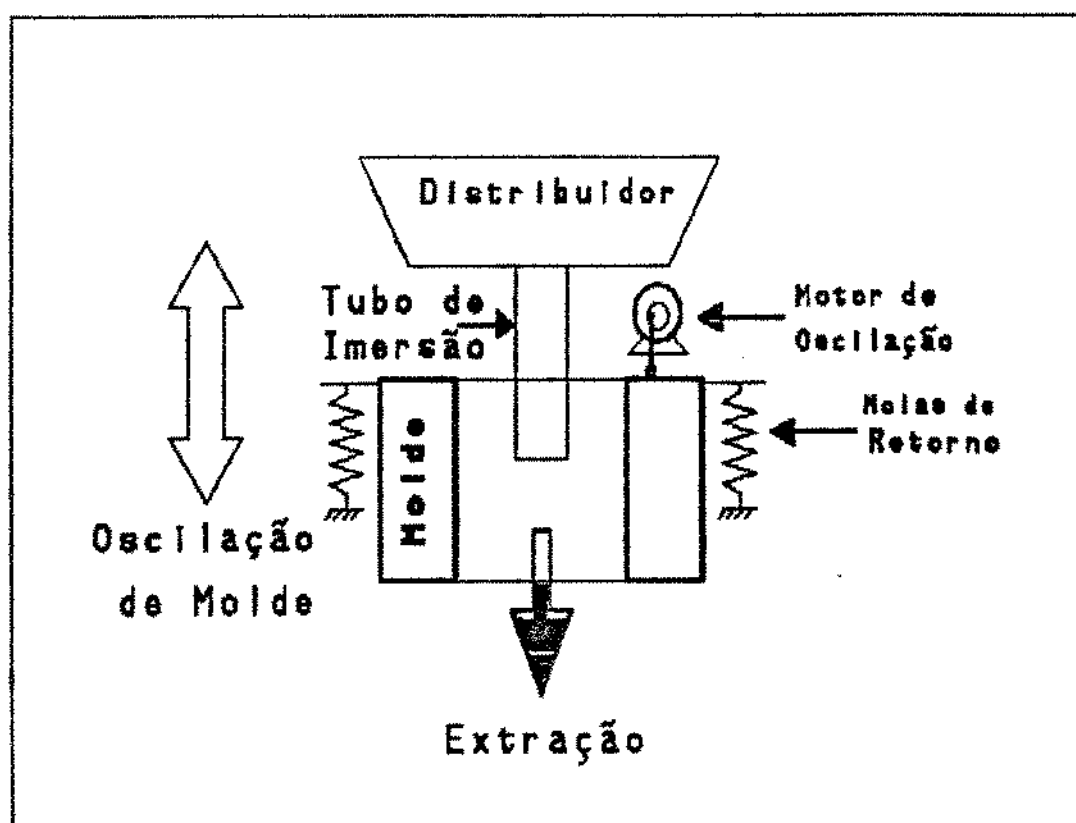 Distribuidor
Tubo de
Imersão
Motor de
Oscilação
Molas de
Retorno
Molde
Oscilação
de Molde
Extração